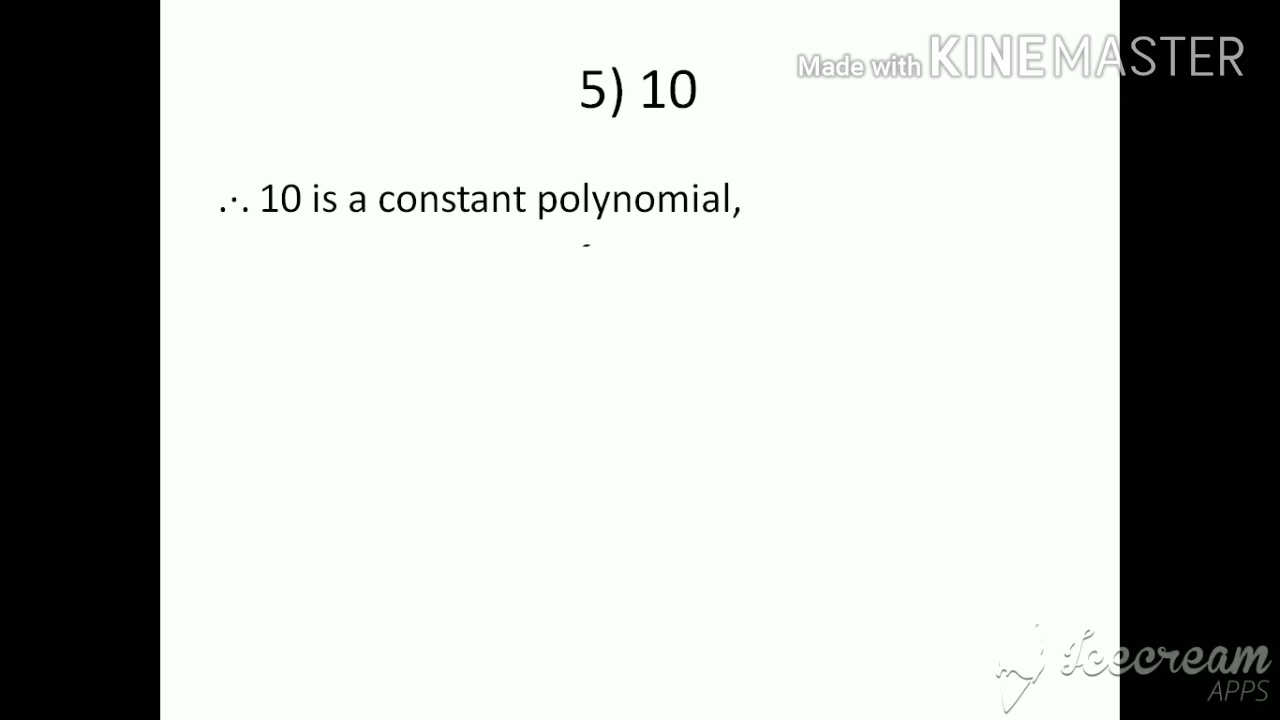 Made with KINEMASTER
5) 10
∴ 10 is a constant polynomial,
Icecream
APPS